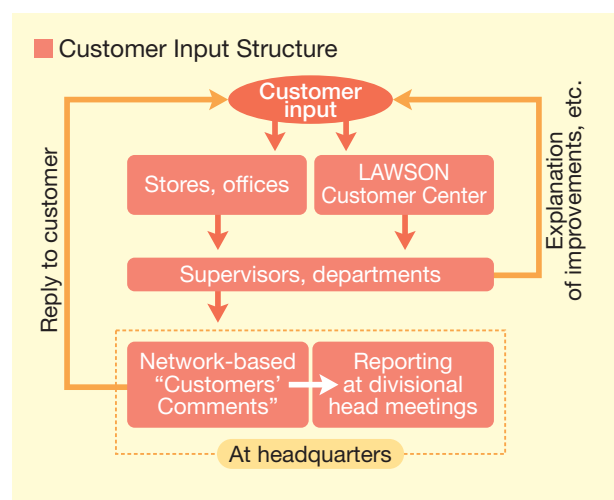 Customer Input Structure
Customer
input
Stores, offices
LAWSON
Customer Center
Supervisors, departments
Network-based
“Customers’
Comments”
Reporting
at divisional
head meetings
At headquarters
Reply to customer
Explanation
of improvements, etc.